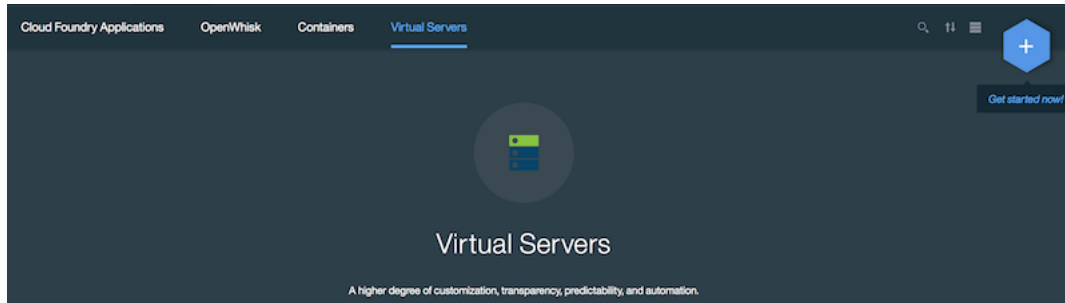 Cloud Foundry Applications OpenWhisk Containers Virtual Servers
Get started now!
Virtual Servers
A higher degree of customization, transparency, predictability, and automation.